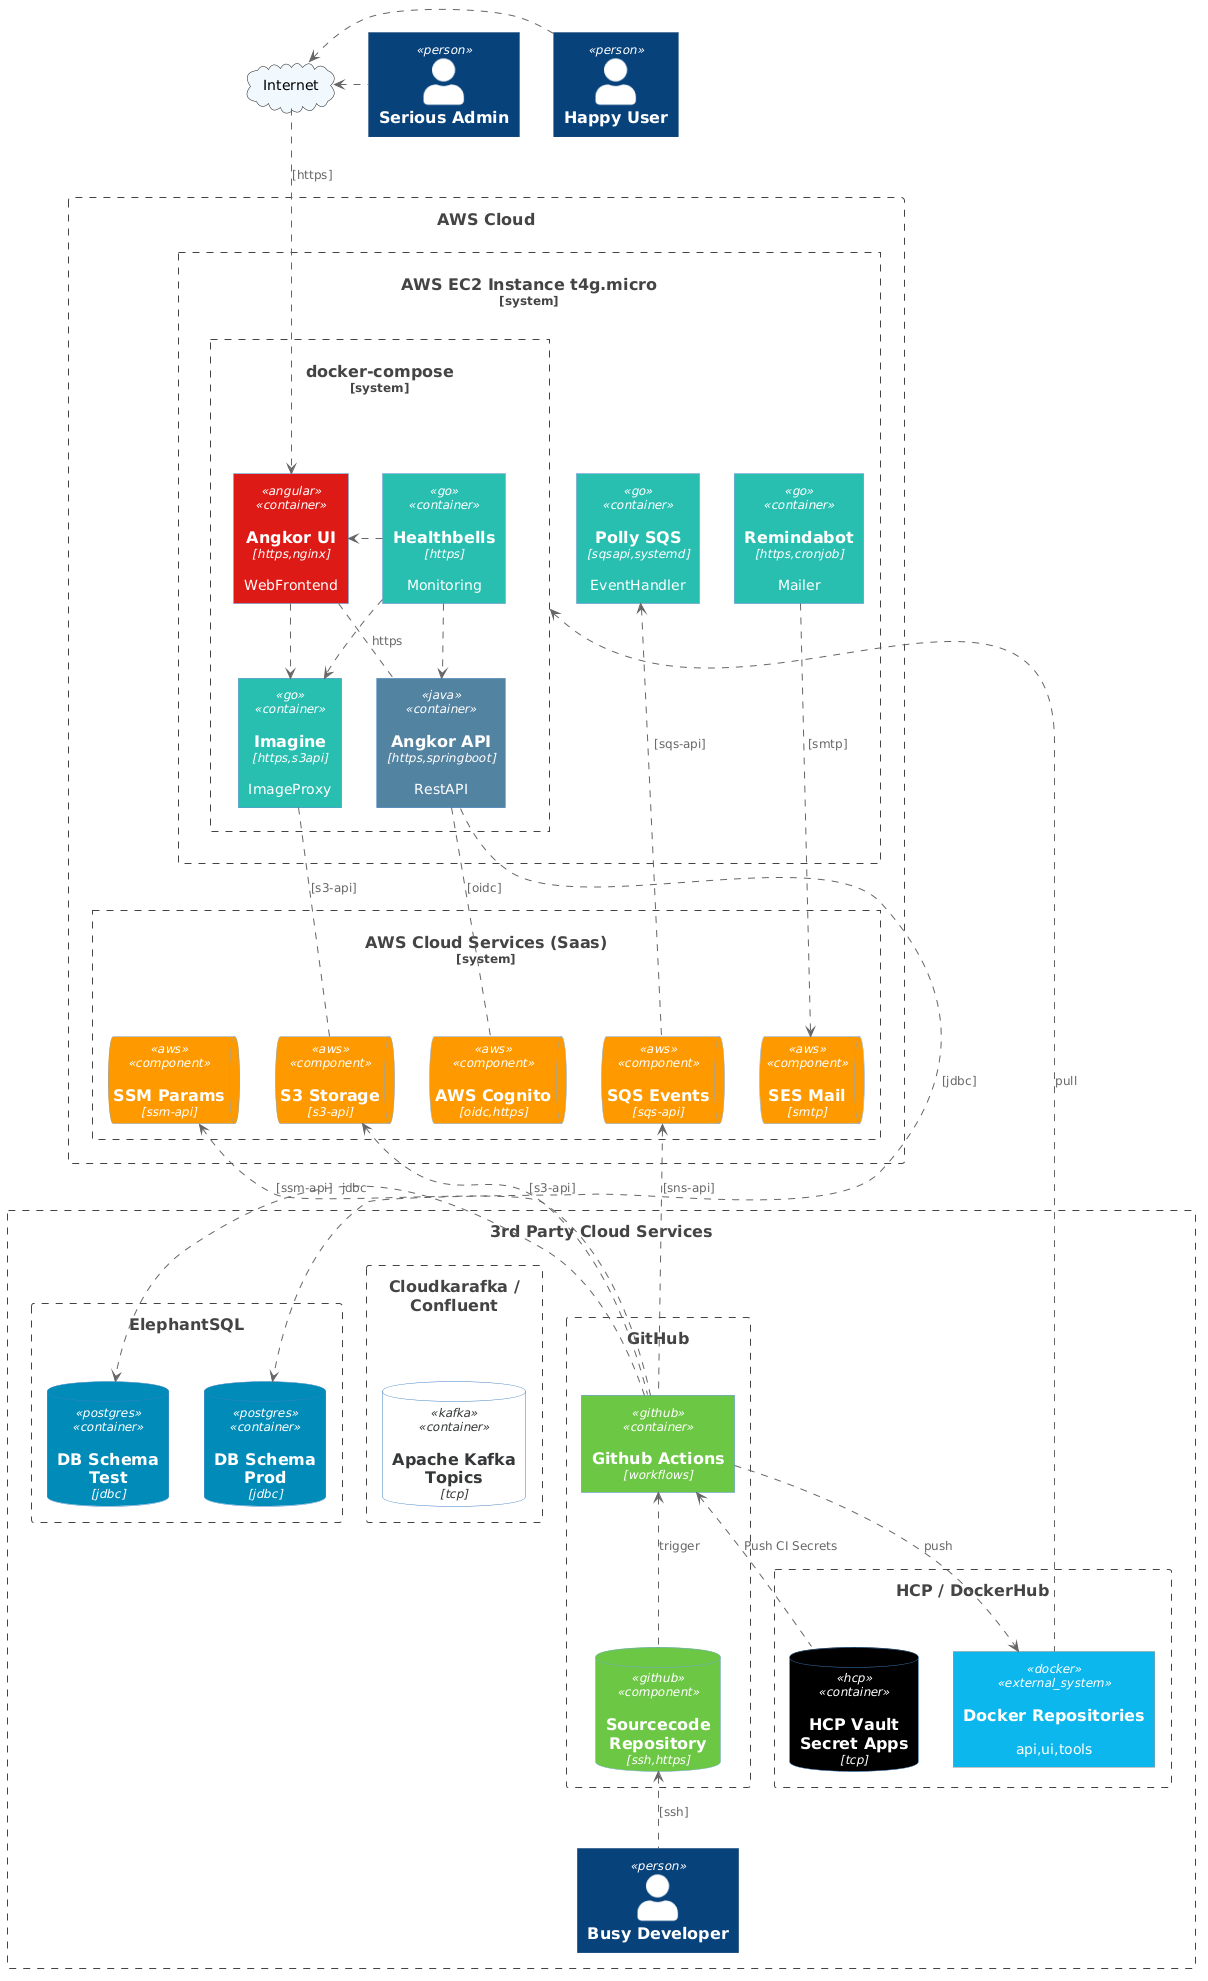 «person»
Serious Admin
«person»
Happy User
Internet
[https]
AWS Cloud
AWS EC2 Instance t4g.micro
[system]
docker-compose
[system]
«angular»
«container»
Angkor UI
[https,nginx]
WebFrontend
«go»
«container»
Healthbells
[https]
Monitoring
«go»
«container»
Polly SQS
[sqsapi,systemd]
EventHandler
«go»
«container»
Remindabot
[https,cronjob]
Mailer
https
«go»
«container»
Imagine
[https,s3api]
ImageProxy
«java»
«container»
Angkor API
[https,springboot]
RestAPI
[sqs-api]
[smtp]
[s3-api]
[oidc]
AWS Cloud Services (Saas)
[system]
«aws»
«component»
SSM Params
[ssm-api]
«aws»
«component»
S3 Storage
[s3-api]
«aws»
«component»
AWS Cognito
[oidc,https]
«aws»
«component»
SQS Events
[sqs-api]
«aws»
«component»
SES Mail
[smtp]
[jdbc]
pull
[ssm-api]
jdbc
[s3-api]
[sns-api]
3rd Party Cloud Services
ElephantSQL
«postgres»
«container»
DB Schema
Test
[jdbc]
«postgres»
«container»
DB Schema
Prod
[jdbc]
Cloudkarafka /
Confluent
«kafka»
«container»
Apache Kafka
Topics
[tcp]
GitHub
«github»
«container»
Github Actions
[workflows]
trigger
Push CI Secrets
push
«github»
«component»
Sourcecode
Repository
[ssh,https]
HCP / DockerHub
«hcp»
«container»
HCP Vault
Secret Apps
[tcp]
«docker»
«external_system»
Docker Repositories
api,ui,tools
[ssh]
«person»
Busy Developer